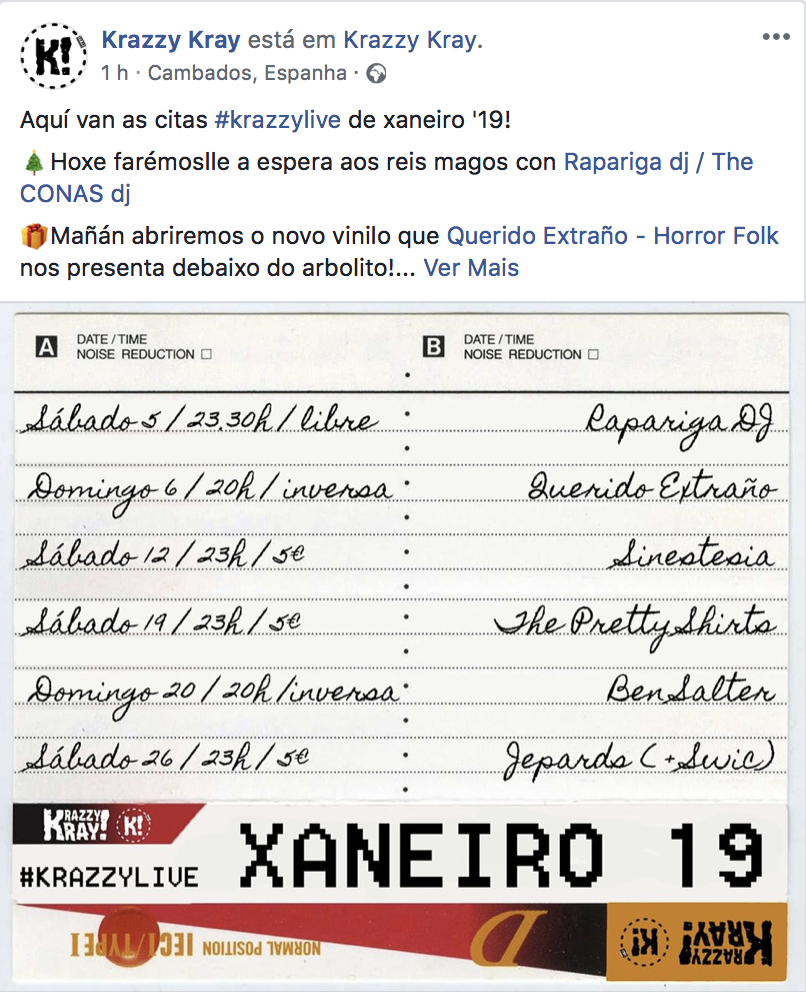 Krazzy Kray está em Krazzy Kray.
1 h · Cambados, Espanha ·
Aquí van as citas #krazzylive de xaneiro '19!
🎄Hoxe farémoslle a espera aos reis magos con Rapariga dj / The
CONAS dj
🎁Mañán abriremos o novo vinilo que Querido Extraño - Horror Folk
nos presenta debaixo do arbolito!... Ver Mais
A DATE/TIME
NOISE REDUCTION □
B DATE/TIME
NOISE REDUCTION □
Sábado 5 / 23.30h / libre Rapariga DJ
Domingo 6 / 20h / inversa Querido Extraño
Sábado 12 / 23h / 5€ Sinestesia
Sábado 19 / 23h / 5€ The Pretty Shirts
Domingo 20 / 20h / inversa Ben Salter
Sábado 26 / 23h / 5€ Jepards (+Swic)
KRAZZY KRAY! K!
#KRAZZYLIVE
XANEIRO 19
KRAZZY KRAY! K! D NORMAL POSITION IECI/TYPE I